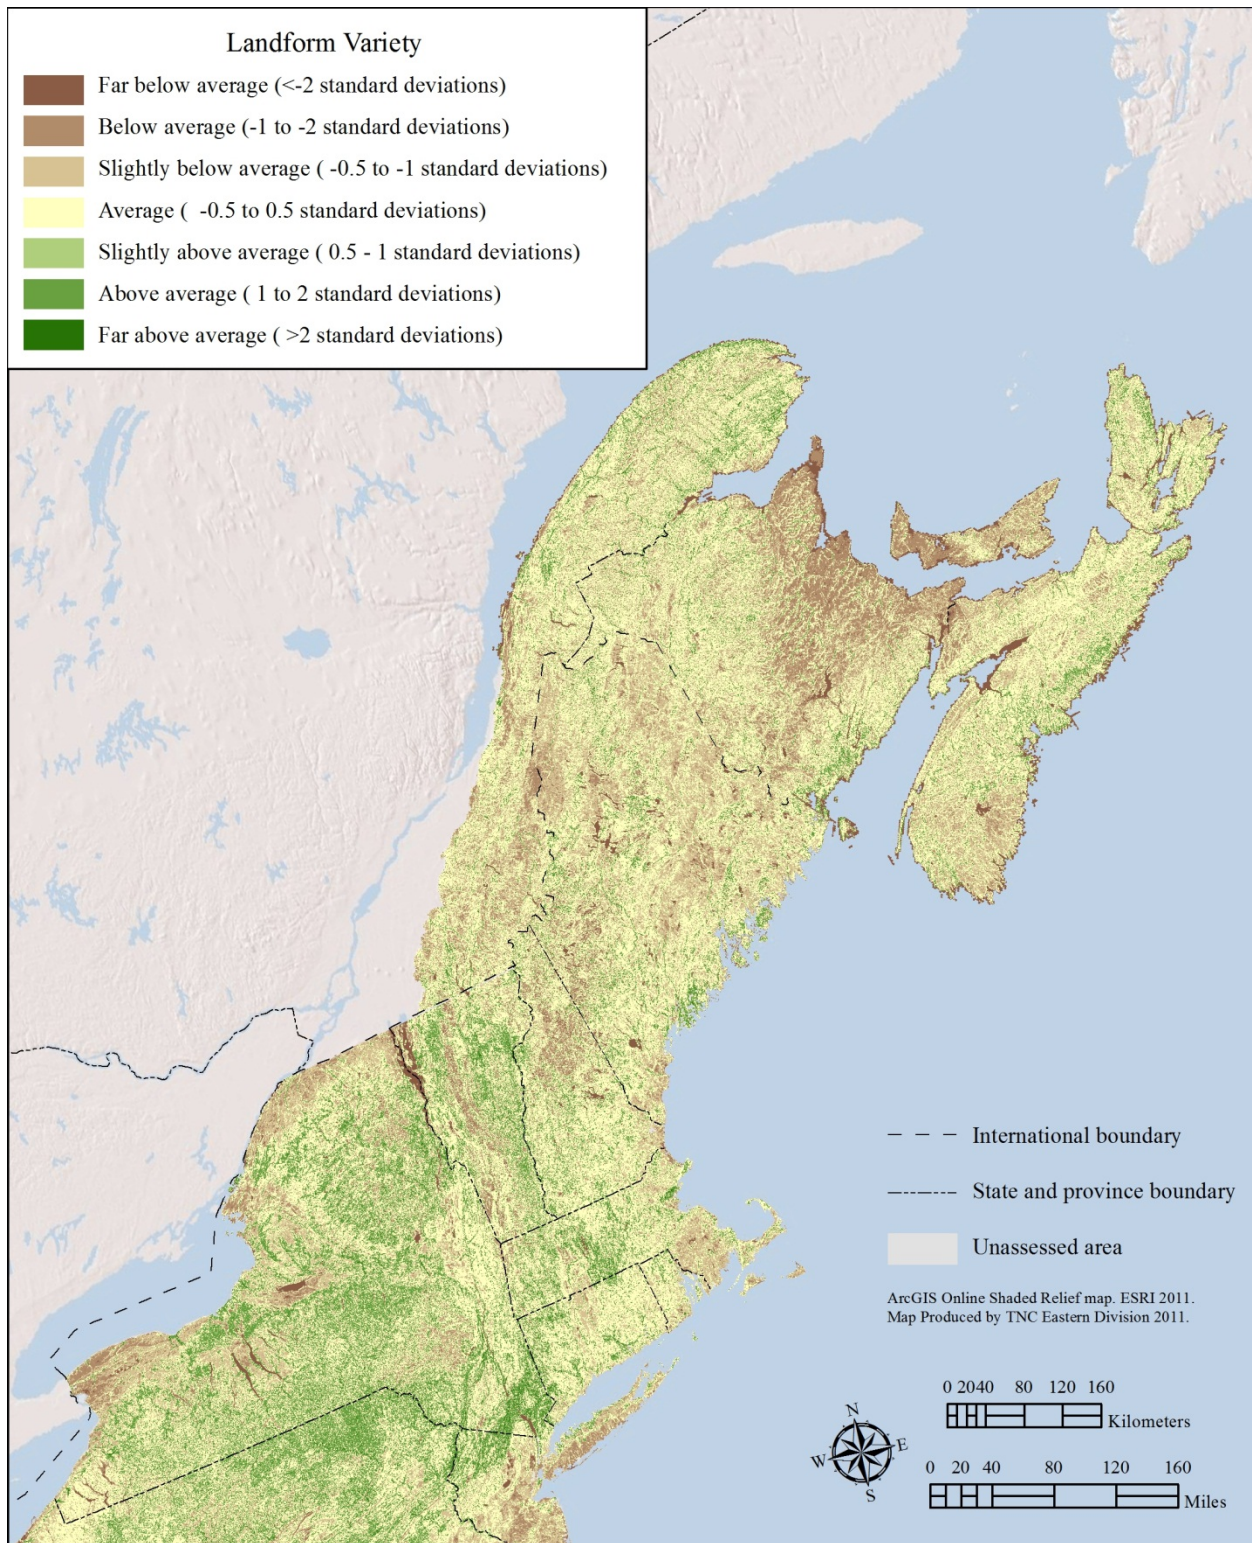 Landform Variety
Far below average (<-2 standard deviations)
Below average (-1 to -2 standard deviations)
Slightly below average ( -0.5 to -1 standard deviations)
Average ( -0.5 to 0.5 standard deviations)
Slightly above average ( 0.5 - 1 standard deviations)
Above average ( 1 to 2 standard deviations)
Far above average ( >2 standard deviations)
International boundary
State and province boundary
Unassessed area
ArcGIS Online Shaded Relief map. ESRI 2011.
Map Produced by TNC Eastern Division 2011.
N
W E
S
0 20 40 80 120 160
Kilometers
0 20 40 80 120 160
Miles